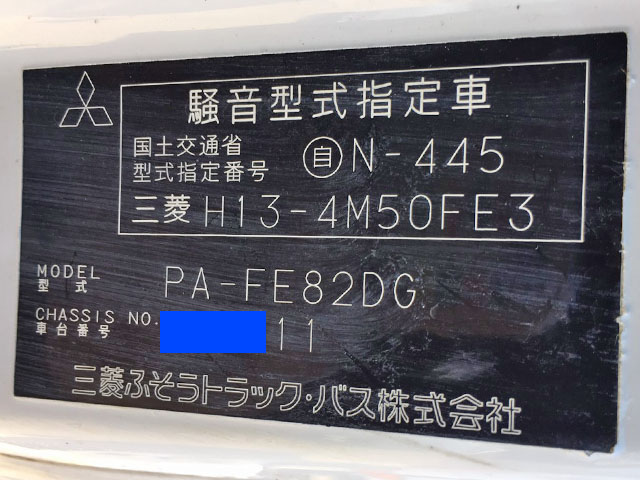 騒音型式指定車
国土交通省
型式指定番号
自 N-445
三菱 H13-4M50FE3
MODEL
型式
PA-FE82DG
CHASSIS NO.
車台番号
11
三菱ふそうトラック・バス株式会社